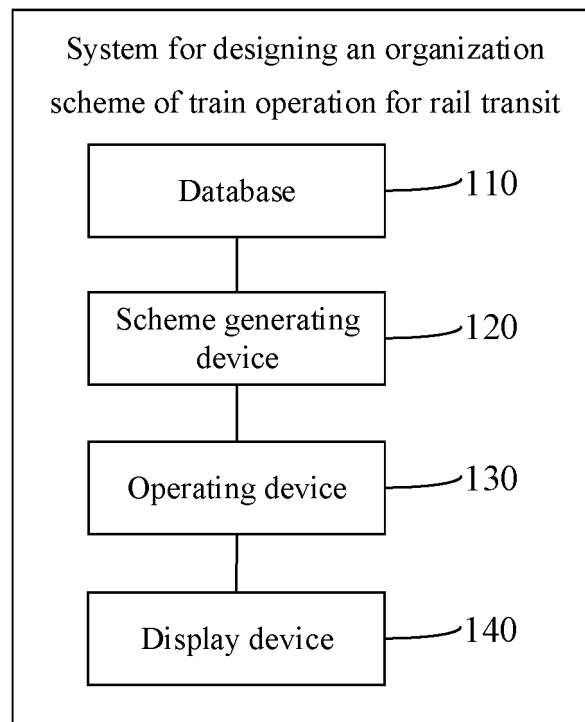 System for designing an organization
scheme of train operation for rail transit
Database
110
Scheme generating
device
120
Operating device
130
Display device
140